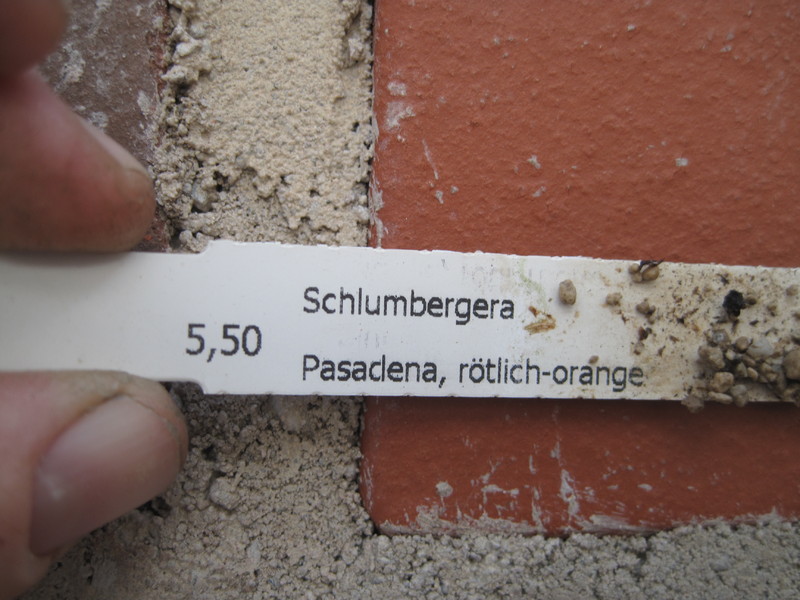 Schlumbergera
5,50
Pasadena, rötlich-orange